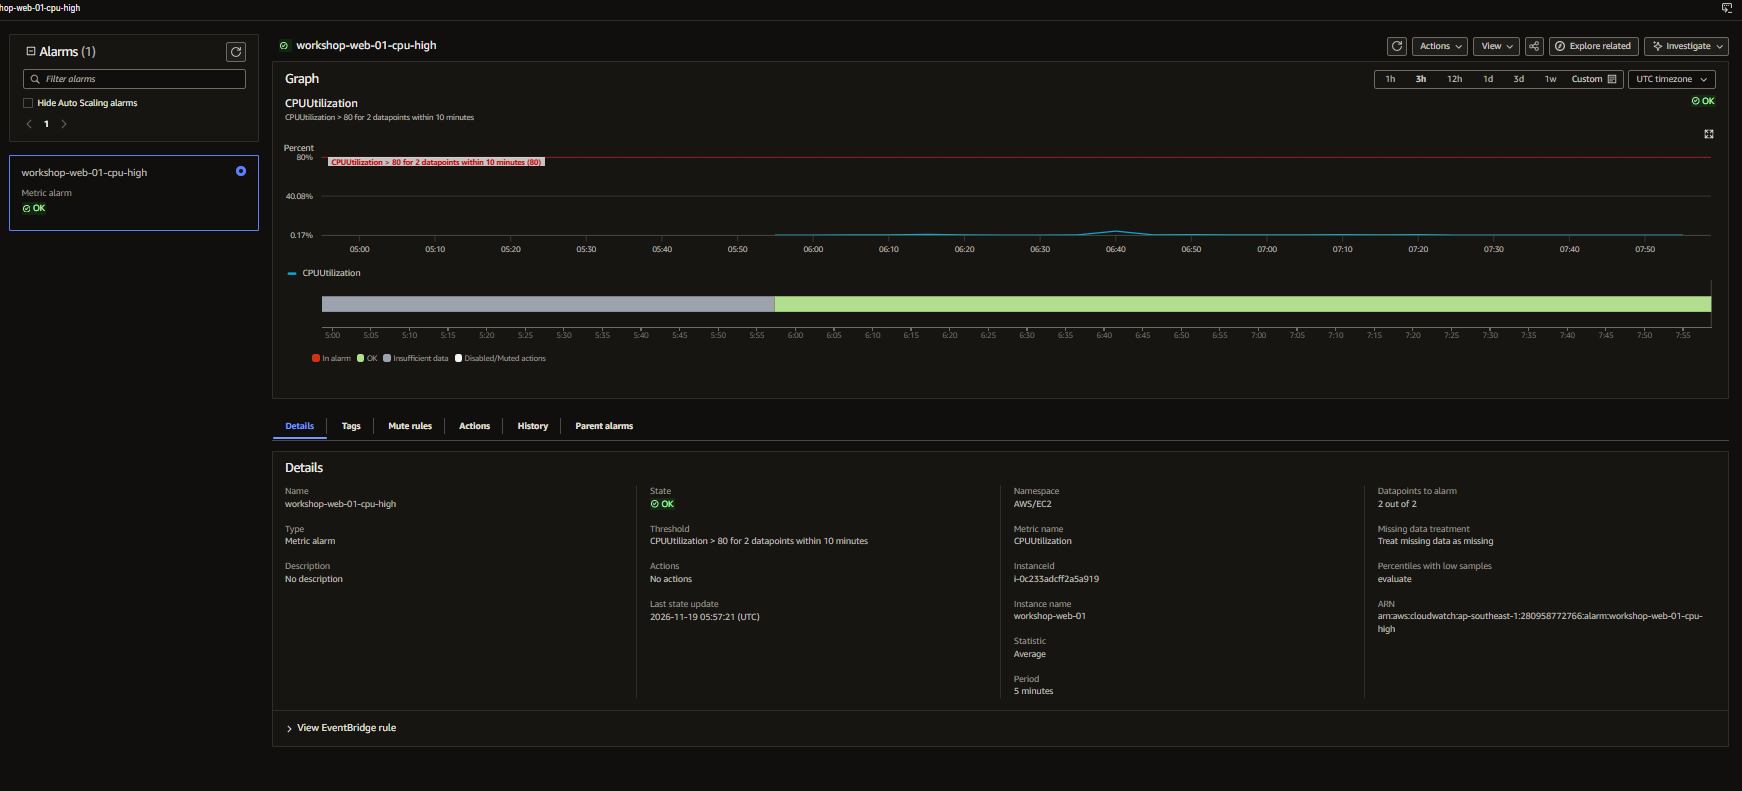 hop-web-01-cpu-high
Alarms (1)
Filter alarms
Hide Auto Scaling alarms
1
workshop-web-01-cpu-high
Metric alarm
OK
workshop-web-01-cpu-high
Actions
View
Explore related
Investigate
Graph
1h 3h 12h 1d 3d 1w Custom
UTC timezone
CPUUtilization
OK
CPUUtilization > 80 for 2 datapoints within 10 minutes
Percent
80%
CPUUtilization > 80 for 2 datapoints within 10 minutes (80)
40.08%
0.17%
05:00 05:10 05:20 05:30 05:40 05:50 06:00 06:10 06:20 06:30 06:40 06:50 07:00 07:10 07:20 07:30 07:40 07:50
CPUUtilization
5:00 5:05 5:10 5:15 5:20 5:25 5:30 5:35 5:40 5:45 5:50 5:55 6:00 6:05 6:10 6:15 6:20 6:25 6:30 6:35 6:40 6:45 6:50 6:55 7:00 7:05 7:10 7:15 7:20 7:25 7:30 7:35 7:40 7:45 7:50 7:55
In alarm OK Insufficient data Disabled/Muted actions
Details Tags Mute rules Actions History Parent alarms
Details
Name
workshop-web-01-cpu-high
Type
Metric alarm
Description
No description
State
OK
Threshold
CPUUtilization > 80 for 2 datapoints within 10 minutes
Actions
No actions
Last state update
2026-11-19 05:57:21 (UTC)
Namespace
AWS/EC2
Metric name
CPUUtilization
InstanceId
i-0c233adcff2a5a919
Instance name
workshop-web-01
Statistic
Average
Period
5 minutes
Datapoints to alarm
2 out of 2
Missing data treatment
Treat missing data as missing
Percentiles with low samples
evaluate
ARN
arn:aws:cloudwatch:ap-southeast-1:280958772766:alarm:workshop-web-01-cpu-
high
View EventBridge rule